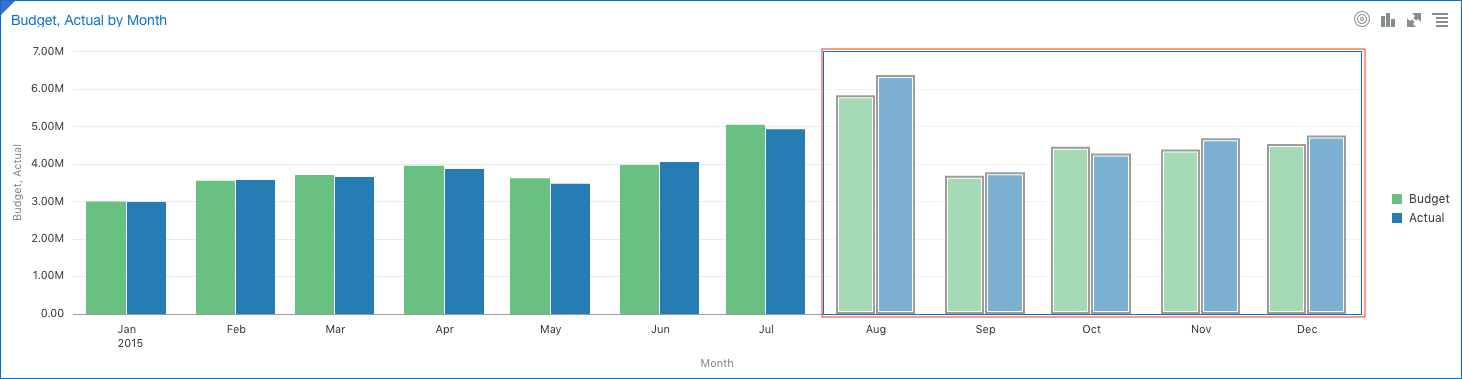 Budget, Actual by Month
7.00M
6.00M
5.00M
4.00M
3.00M
2.00M
1.00M
0.00
Budget, Actual
Jan Feb Mar Apr May Jun Jul Aug Sep Oct Nov Dec
2015
Month
Budget
Actual